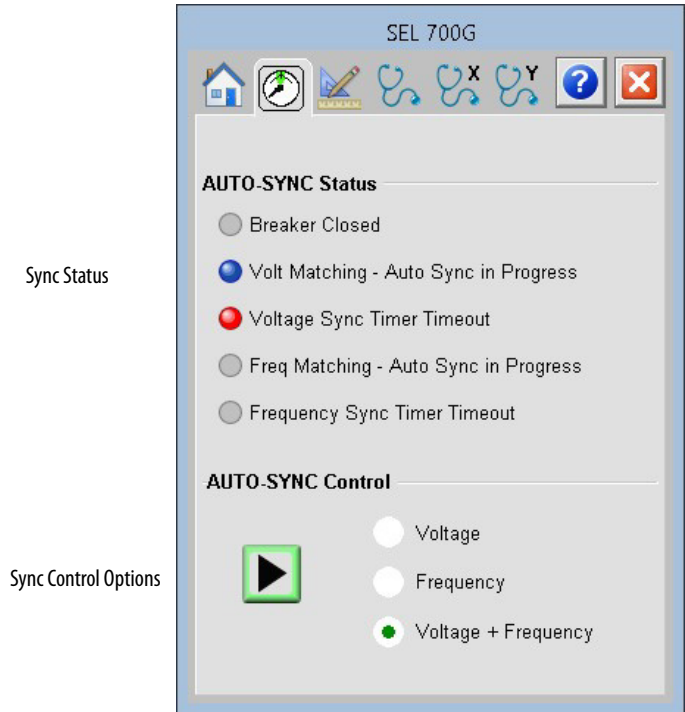 SEL 700G
X
Y
?
AUTO-SYNC Status
Breaker Closed
Sync Status
Volt Matching - Auto Sync in Progress
Voltage Sync Timer Timeout
Freq Matching - Auto Sync in Progress
Frequency Sync Timer Timeout
AUTO-SYNC Control
Voltage
Sync Control Options
Frequency
Voltage + Frequency